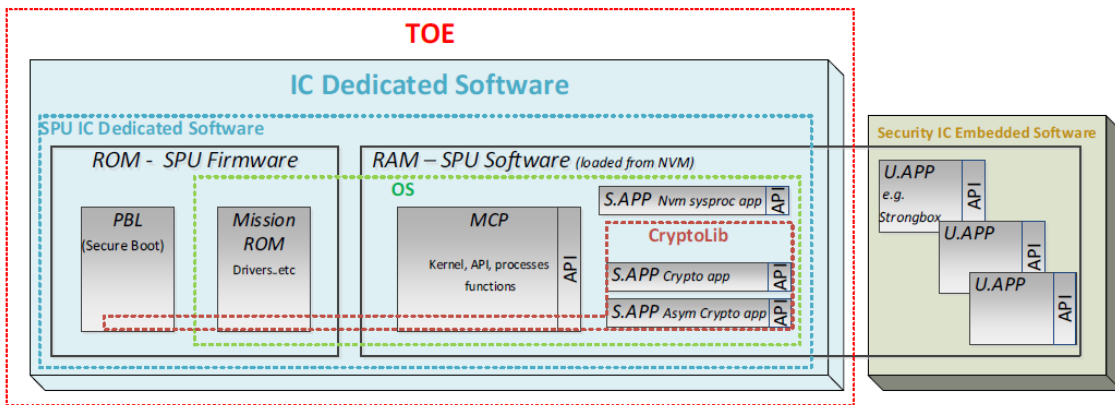 TOE
IC Dedicated Software
SPU IC Dedicated Software
ROM - SPU Firmware
PBL
(Secure Boot)
Mission
ROM
Drivers..etc
RAM – SPU Software (loaded from NVM)
OS
MCP
Kernel, API, processes
functions
API
S.APP Nvm sysproc app
API
CryptoLib
S.APP Crypto app
API
S.APP Asym Crypto app
API
Security IC Embedded Software
U.APP
e.g.
Strongbox
API
U.APP
API
U.APP
API